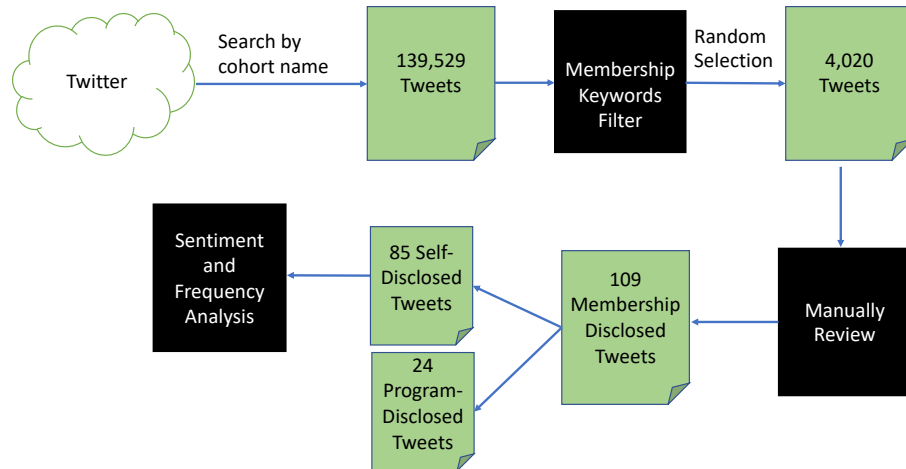 Twitter
Search by
cohort name
139,529
Tweets
Membership
Keywords
Filter
Random
Selection
4,020
Tweets
Manually
Review
109
Membership
Disclosed
Tweets
85 Self-
Disclosed
Tweets
24
Program-
Disclosed
Tweets
Sentiment
and
Frequency
Analysis